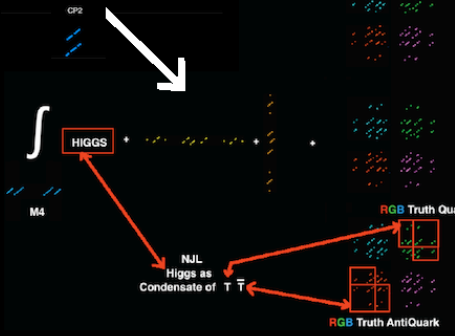 CP2
∫ HIGGS + + +
M4
RGB Truth Qua
NJL
Higgs as
Condensate of T T̅
RGB Truth AntiQuark